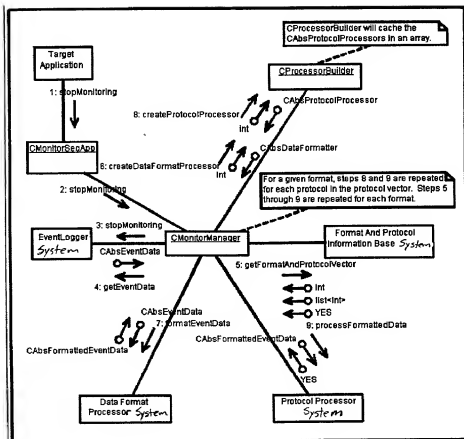 CProcessorBuilder will cache the
CAbsProtocolProcessors in an array.
Target
Application
CProcessorBuilder
1: stopMonitoring
CAbsProtocolProcessor
8: createProtocolProcessor
Int
CAbsDataFormatter
CMonitorSeqApp
6: createDataFormatProcessor
Int
2: stopMonitoring
For a given format, steps 8 and 9 are repeated
for each protocol in the protocol vector. Steps 5
through 9 are repeated for each format.
3: stopMonitoring
EventLogger
System
CMonitorManager
Format And Protocol
Information Base System
CAbsEventData
4: getEventData
5: getFormatAndProtocolVector
Int
list<Int>
YES
CAbsEventData
7: formatEventData
CAbsFormattedEventData
9: processFormattedData
CAbsFormattedEventData
YES
Data Format
Processor System
Protocol Processor
System